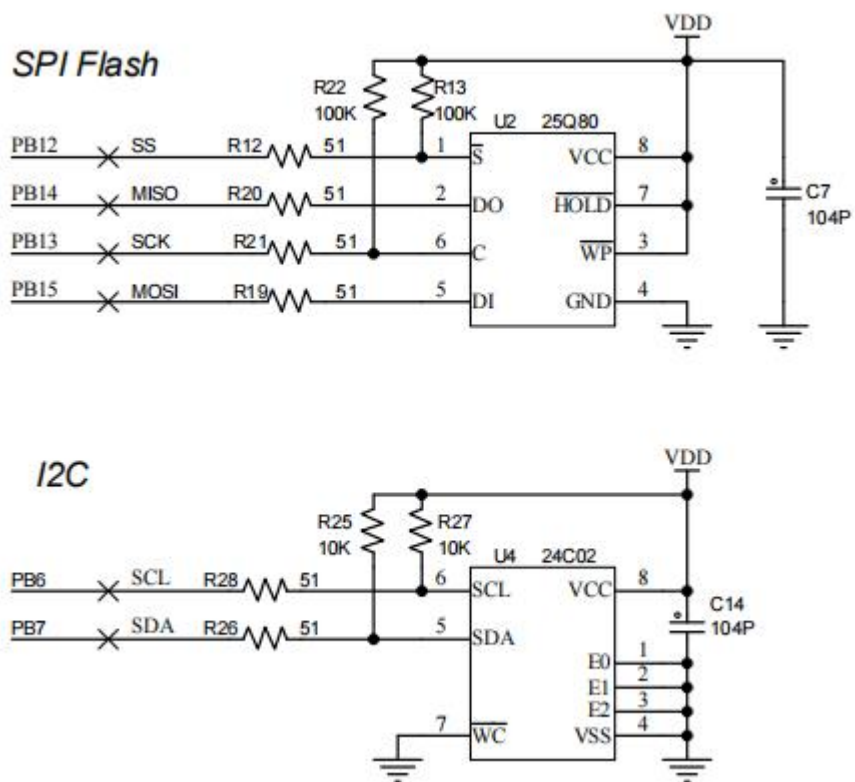 VDD
SPI Flash
R22 R13
100K 100K
U2 25Q80
PB12 SS R12 51 1 S VCC 8
PB14 MISO R20 51 2 DO HOLD 7
C7
104P
PB13 SCK R21 51 6 C WP 3
PB15 MOSI R19 51 5 DI GND 4
VDD
I2C
R25 R27
10K 10K
U4 24C02
PB6 SCL R28 51 6 SCL VCC 8
C14
104P
PB7 SDA R26 51 5 SDA
E0 1
E1 2
E2 3
7 WC VSS 4